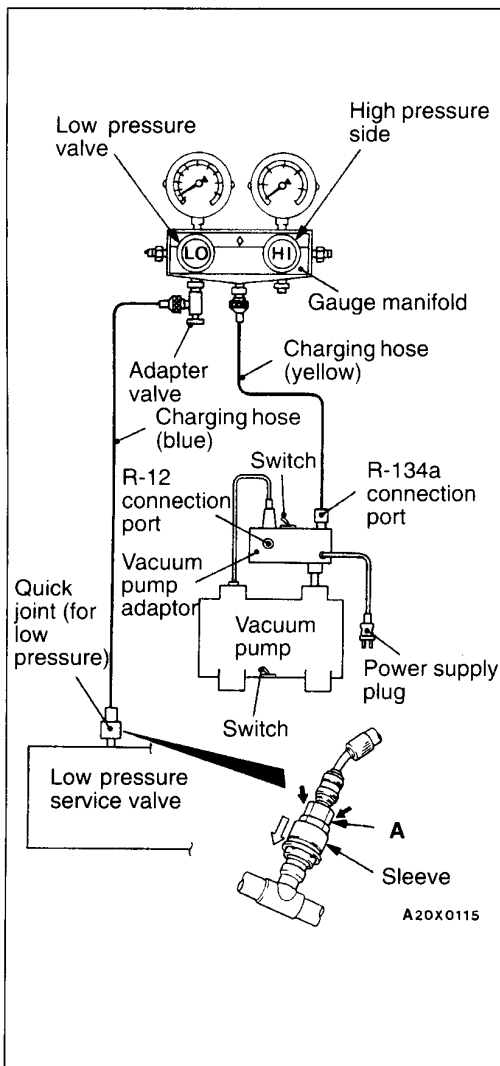 Low pressure
valve
High pressure
side
LO
HI
Gauge manifold
Adapter
valve
Charging hose
(yellow)
Charging hose
(blue)
Switch
R-12
connection
port
R-134a
connection
port
Vacuum
pump
adaptor
Quick
joint (for
low
pressure)
Vacuum
pump
Power supply
plug
Switch
Low pressure
service valve
A
Sleeve
A20X0115